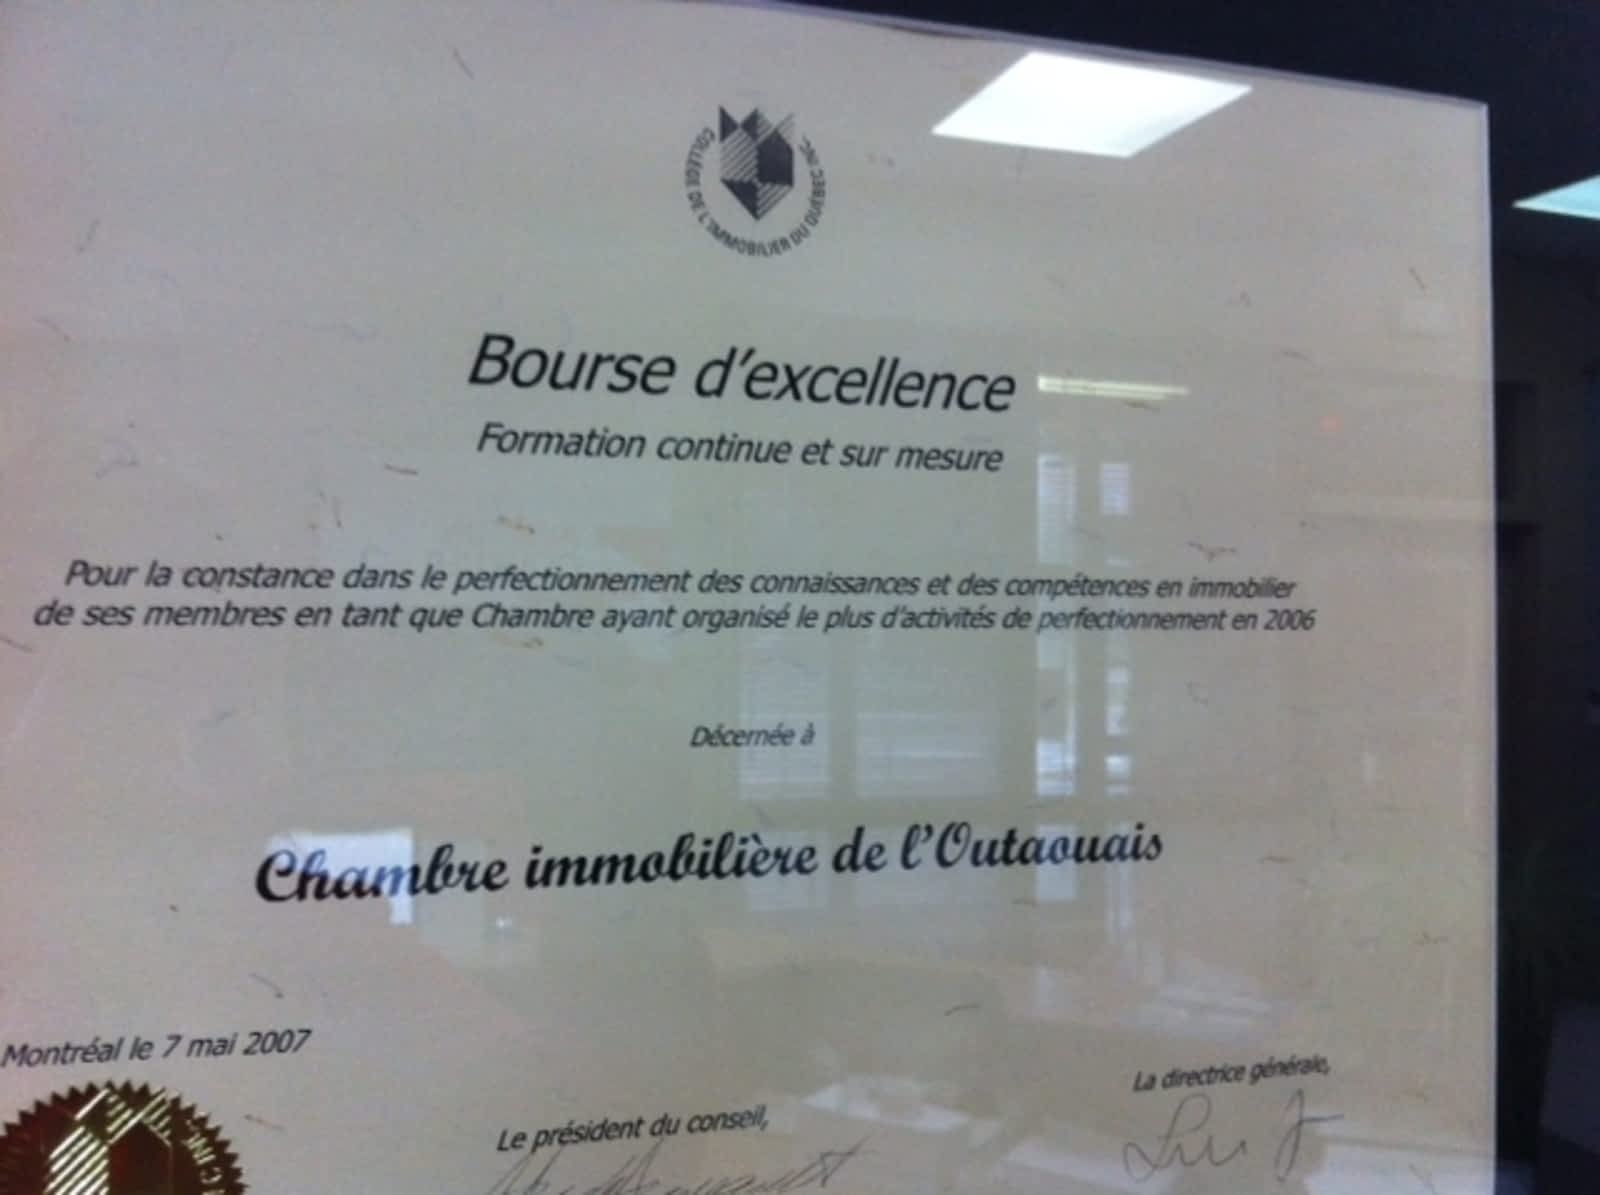 COLLÈGE DE L'IMMOBILIER DU QUÉBEC INC.
Bourse d'excellence
Formation continue et sur mesure
Pour la constance dans le perfectionnement des connaissances et des compétences en immobilier
de ses membres en tant que Chambre ayant organisé le plus d'activités de perfectionnement en 2006
Décernée à
Chambre immobilière de l'Outaouais
Montréal le 7 mai 2007
La directrice générale,
Le président du conseil,